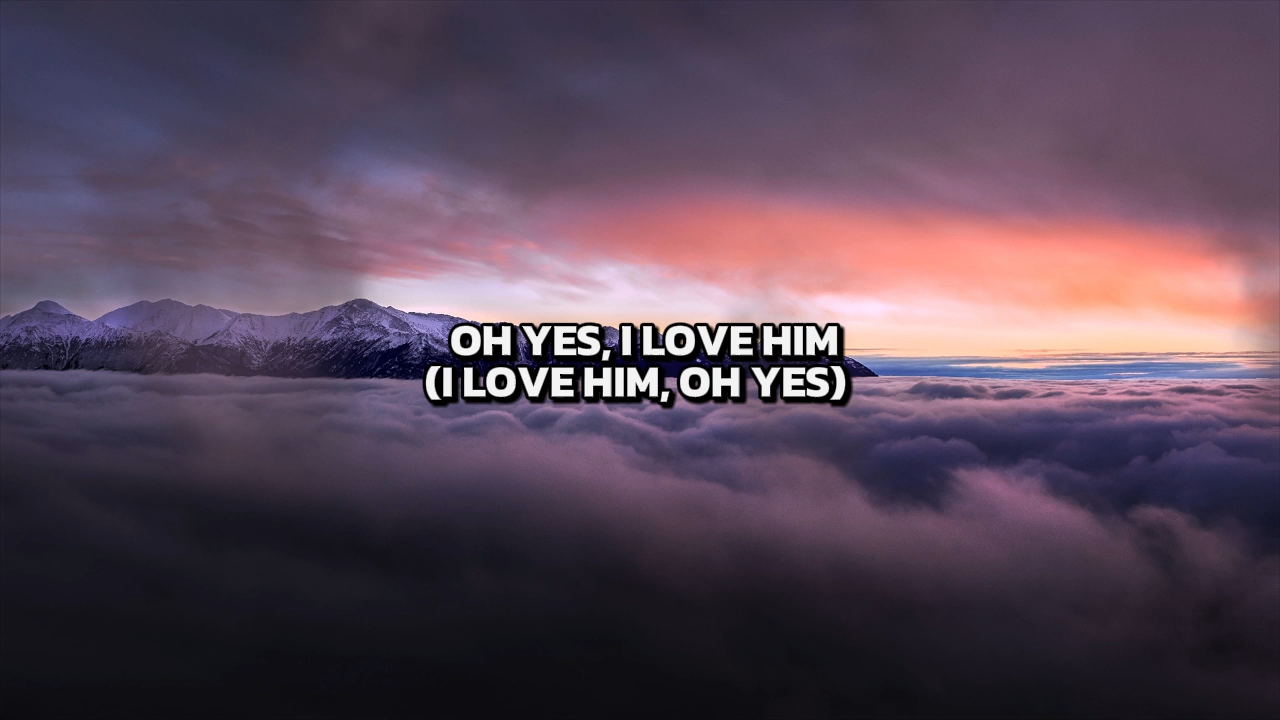 OH YES, I LOVE HIM
(I LOVE HIM, OH YES)